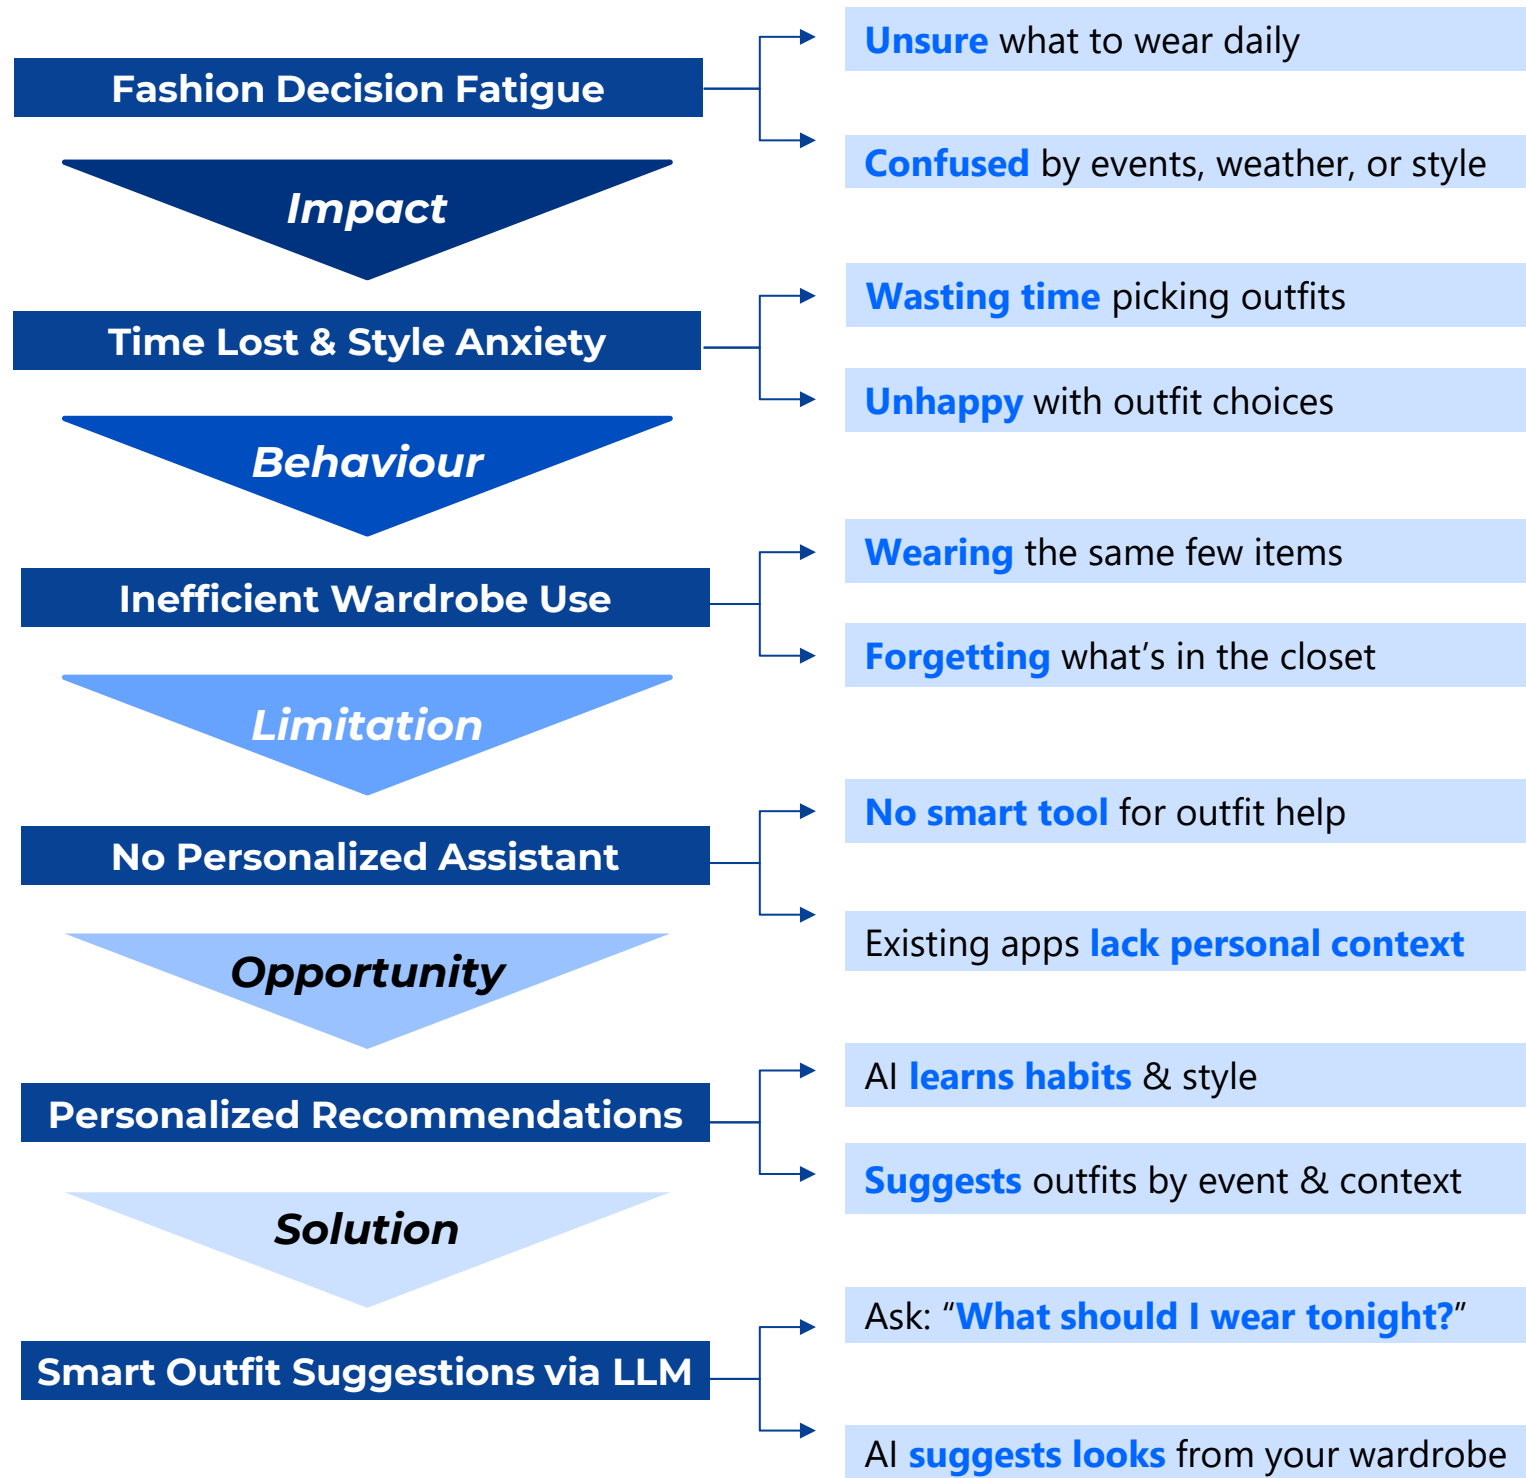 Fashion Decision Fatigue
Unsure what to wear daily
Confused by events, weather, or style
Impact
Time Lost & Style Anxiety
Wasting time picking outfits
Unhappy with outfit choices
Behaviour
Inefficient Wardrobe Use
Wearing the same few items
Forgetting what’s in the closet
Limitation
No Personalized Assistant
No smart tool for outfit help
Existing apps lack personal context
Opportunity
Personalized Recommendations
AI learns habits & style
Suggests outfits by event & context
Solution
Smart Outfit Suggestions via LLM
Ask: “What should I wear tonight?”
AI suggests looks from your wardrobe